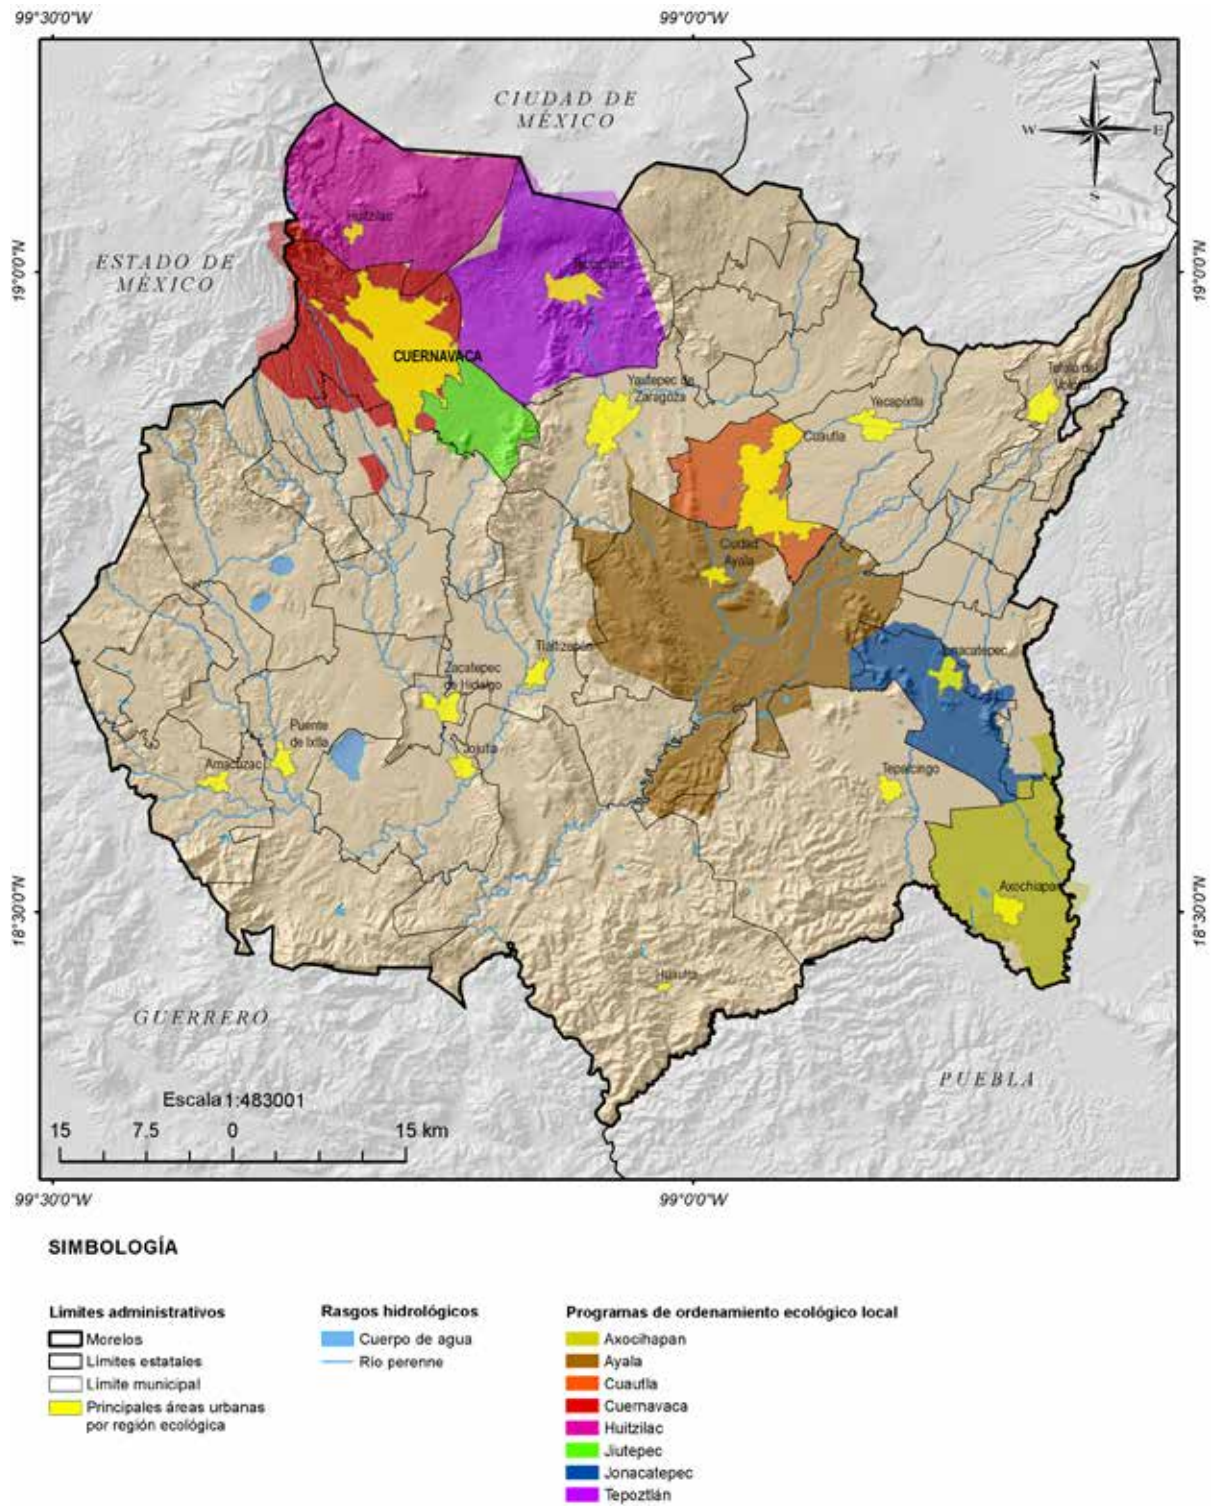 99°30'0"W
99°0'0"W
CIUDAD DE
MÉXICO
N
W
E
S
19°0'0"N
19°0'0"N
ESTADO DE
MÉXICO
Huitzilac
Tepoztlán
CUERNAVACA
Yautepec de
Zaragoza
Tetela del
Volcán
Yecapixtla
Cuautla
Ciudad
Ayala
Jonacatepec
Tlaltizapán
Zacatepec
de Hidalgo
Puente
de Ixtla
Jojutla
Amacuzac
Tepalcingo
Axochiapan
18°30'0"N
18°30'0"N
Huautla
GUERRERO
PUEBLA
Escala 1:483001
15
7.5
0
15 km
99°30'0"W
99°0'0"W
SIMBOLOGÍA
Límites administrativos
Morelos
Límites estatales
Límite municipal
Principales áreas urbanas
por región ecológica
Rasgos hidrológicos
Cuerpo de agua
Río perenne
Programas de ordenamiento ecológico local
Axocihapan
Ayala
Cuautla
Cuernavaca
Huitzilac
Jiutepec
Jonacatepec
Tepoztlán